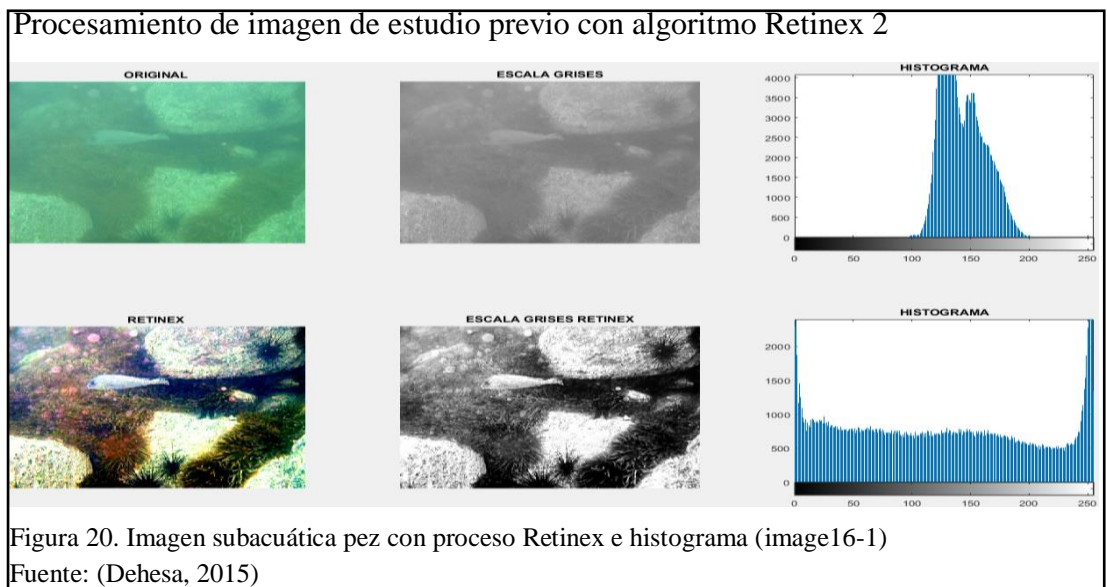 Procesamiento de imagen de estudio previo con algoritmo Retinex 2
ORIGINAL
ESCALA GRISES
HISTOGRAMA
4000
3500
3000
2500
2000
1500
1000
500
0
0 50 100 150 200 250
RETINEX
ESCALA GRISES RETINEX
HISTOGRAMA
2000
1500
1000
500
0
0 50 100 150 200 250
Figura 20. Imagen subacuática pez con proceso Retinex e histograma (image16-1)
Fuente: (Dehesa, 2015)